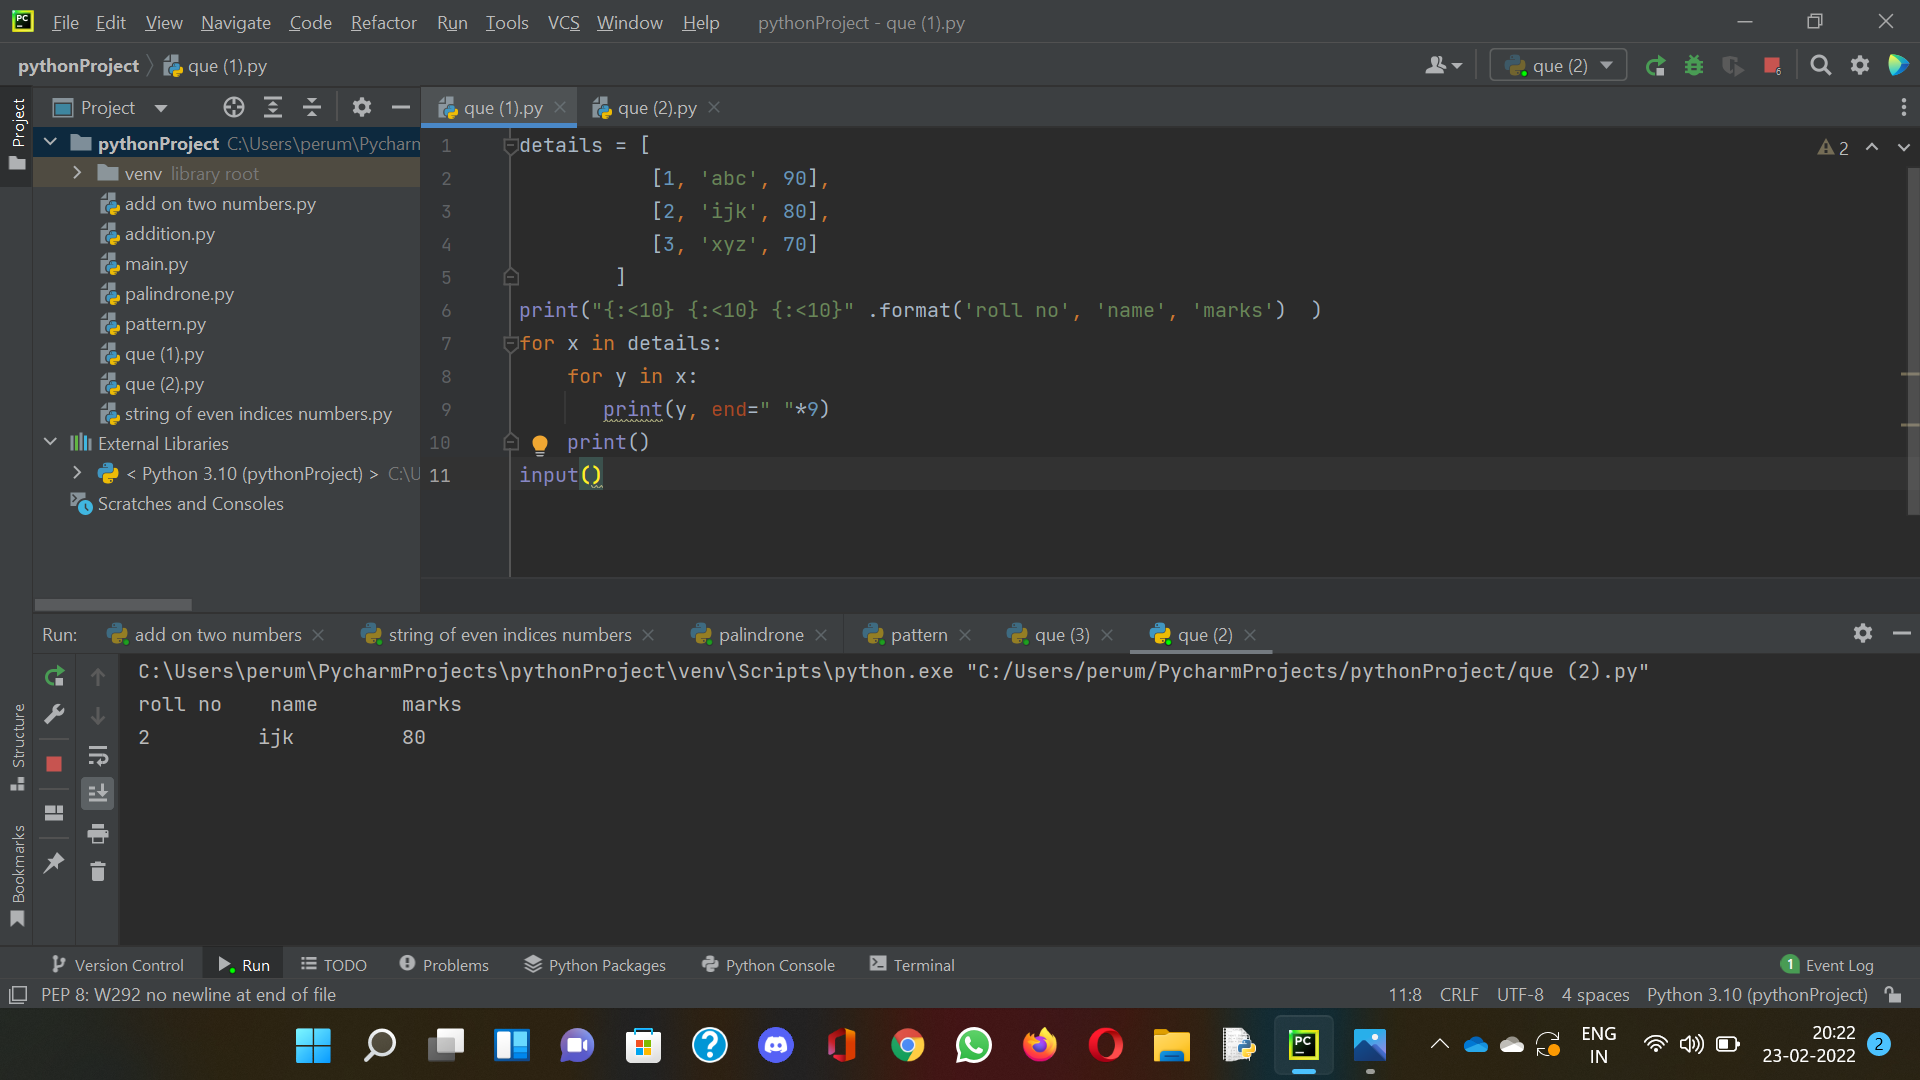 File Edit View Navigate Code Refactor Run Tools VCS Window Help pythonProject - que (1).py
pythonProject que (1).py que (2)
Project
Project que (1).py que (2).py
pythonProject C:\Users\perum\Pycharm
venv library root
add on two numbers.py
addition.py
main.py
palindrone.py
pattern.py
que (1).py
que (2).py
string of even indices numbers.py
External Libraries
< Python 3.10 (pythonProject) > C:\U
Scratches and Consoles
1 details = [
2 [1, 'abc', 90],
3 [2, 'ijk', 80],
4 [3, 'xyz', 70]
5 ]
6 print("{:<10} {:<10} {:<10}" .format('roll no', 'name', 'marks')  )
7 for x in details:
8 for y in x:
9 print(y, end=" "*9)
10 print()
11 input()
2
Run: add on two numbers string of even indices numbers palindrone pattern que (3) que (2)
C:\Users\perum\PycharmProjects\pythonProject\venv\Scripts\python.exe "C:/Users/perum/PycharmProjects/pythonProject/que (2).py"
roll no name marks
2 ijk 80
Structure
Bookmarks
Version Control Run TODO Problems Python Packages Python Console Terminal 1 Event Log
PEP 8: W292 no newline at end of file 11:8 CRLF UTF-8 4 spaces Python 3.10 (pythonProject)
PC
ENG
IN
20:22
23-02-2022
2